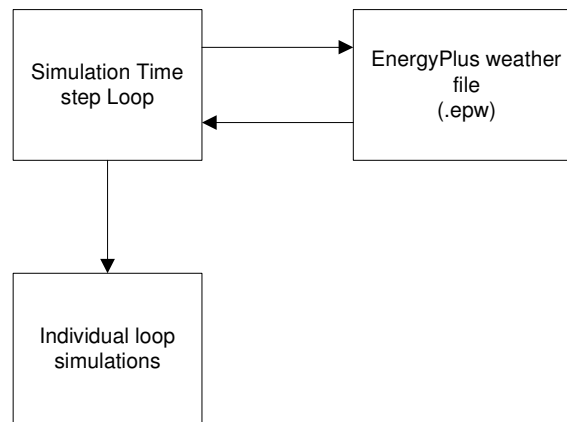 Simulation Time
step Loop
EnergyPlus weather
file
(.epw)
Individual loop
simulations